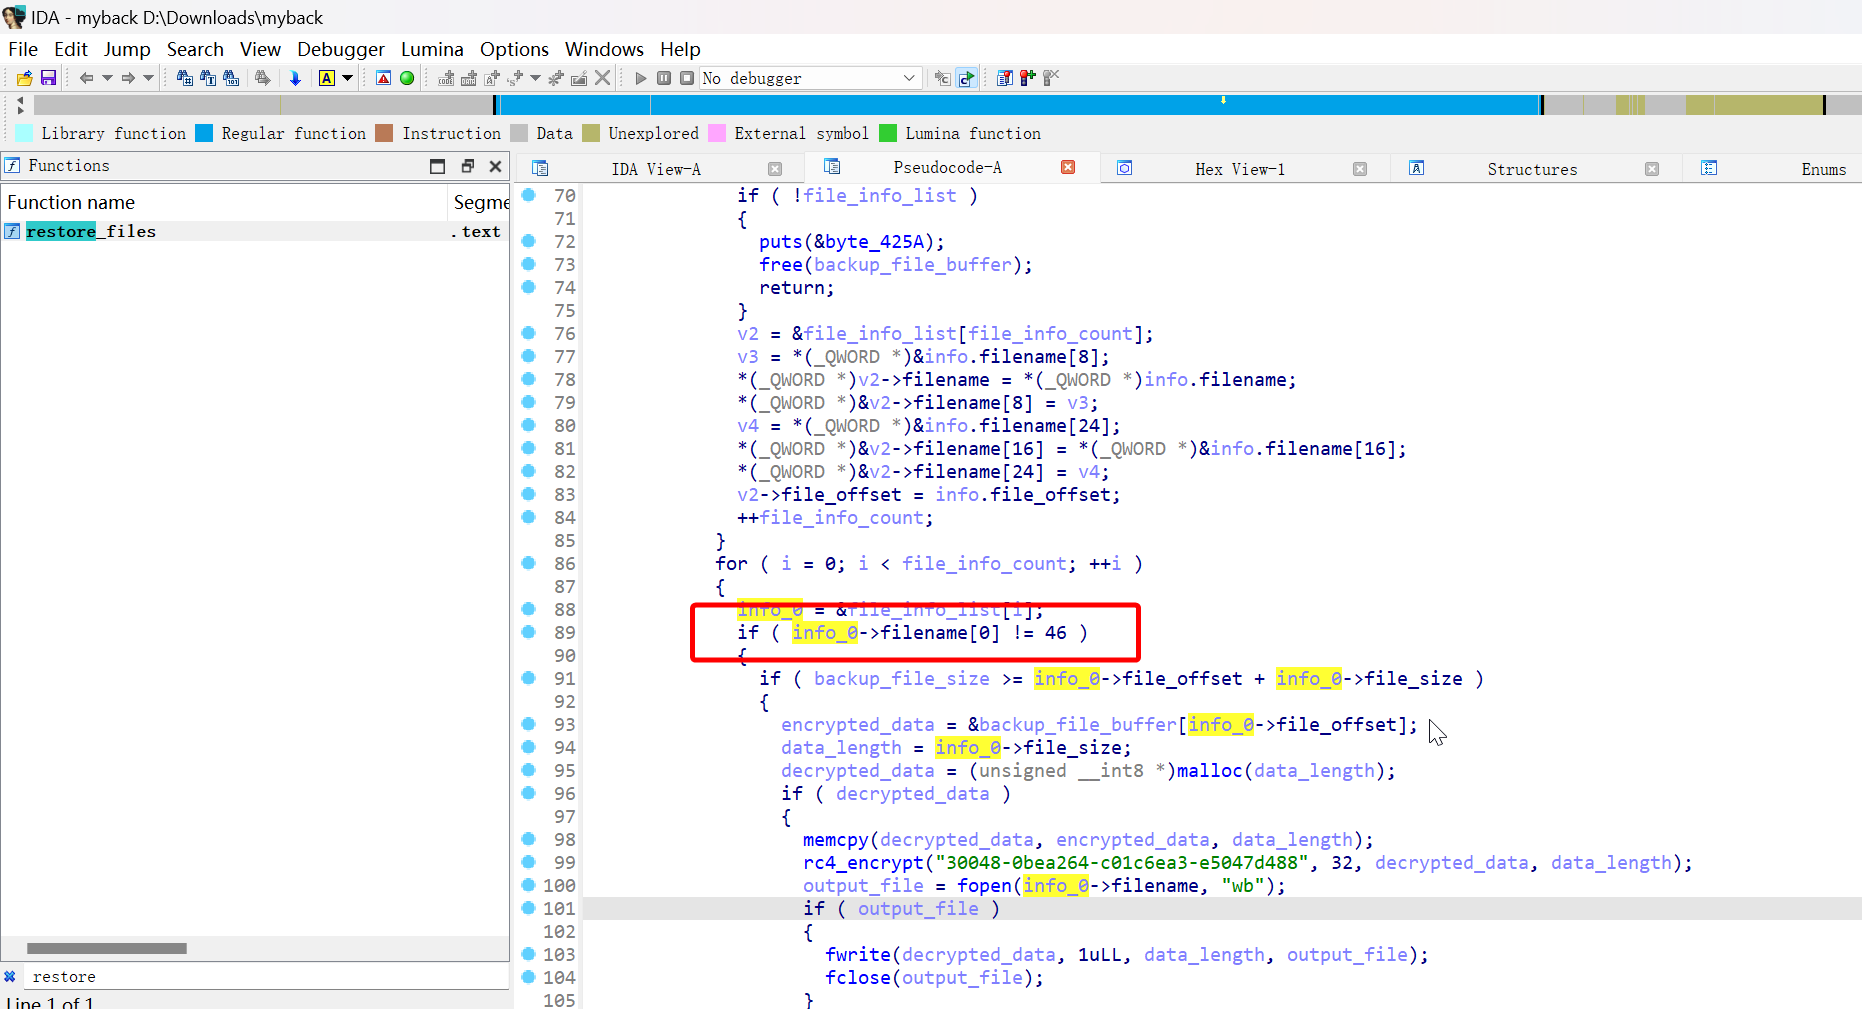 IDA - myback D:\Downloads\myback
File Edit Jump Search View Debugger Lumina Options Windows Help
No debugger
Library function Regular function Instruction Data Unexplored External symbol Lumina function
Functions
IDA View-A Pseudocode-A Hex View-1 Structures Enums
Function name Segme
restore_files .text
70 if ( !file_info_list )
71 {
72 puts(&byte_425A);
73 free(backup_file_buffer);
74 return;
75 }
76 v2 = &file_info_list[file_info_count];
77 v3 = *(_QWORD *)&info.filename[8];
78 *(_QWORD *)v2->filename = *(_QWORD *)info.filename;
79 *(_QWORD *)&v2->filename[8] = v3;
80 v4 = *(_QWORD *)&info.filename[24];
81 *(_QWORD *)&v2->filename[16] = *(_QWORD *)&info.filename[16];
82 *(_QWORD *)&v2->filename[24] = v4;
83 v2->file_offset = info.file_offset;
84 ++file_info_count;
85 }
86 for ( i = 0; i < file_info_count; ++i )
87 {
88 info_0 = &file_info_list[i];
89 if ( info_0->filename[0] != 46 )
90 {
91 if ( backup_file_size >= info_0->file_offset + info_0->file_size )
92 {
93 encrypted_data = &backup_file_buffer[info_0->file_offset];
94 data_length = info_0->file_size;
95 decrypted_data = (unsigned __int8 *)malloc(data_length);
96 if ( decrypted_data )
97 {
98 memcpy(decrypted_data, encrypted_data, data_length);
99 rc4_encrypt("30048-0bea264-c01c6ea3-e5047d488", 32, decrypted_data, data_length);
100 output_file = fopen(info_0->filename, "wb");
101 if ( output_file )
102 {
103 fwrite(decrypted_data, 1uLL, data_length, output_file);
104 fclose(output_file);
105 }
restore
Line 1 of 1